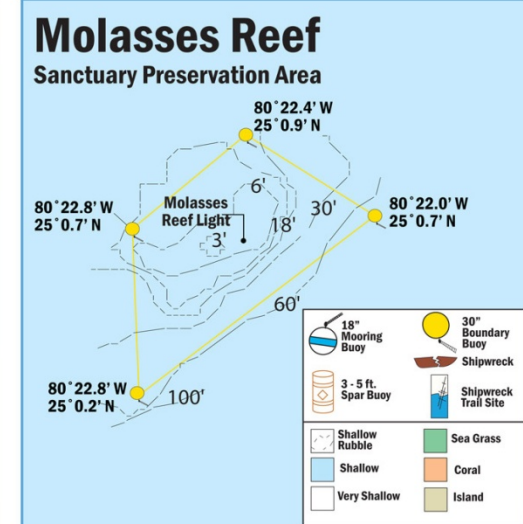 Molasses Reef
Sanctuary Preservation Area
80°22.4' W
25°0.9' N
6'
Molasses
Reef Light
30'
18'
3'
80°22.8' W
25°0.7' N
80°22.0' W
25°0.7' N
60'
80°22.8' W
25°0.2' N
100'
18"
Mooring
Buoy
30"
Boundary
Buoy
Shipwreck
3 - 5 ft.
Spar Buoy
Shipwreck
Trail Site
Shallow
Rubble
Sea Grass
Shallow
Coral
Very Shallow
Island